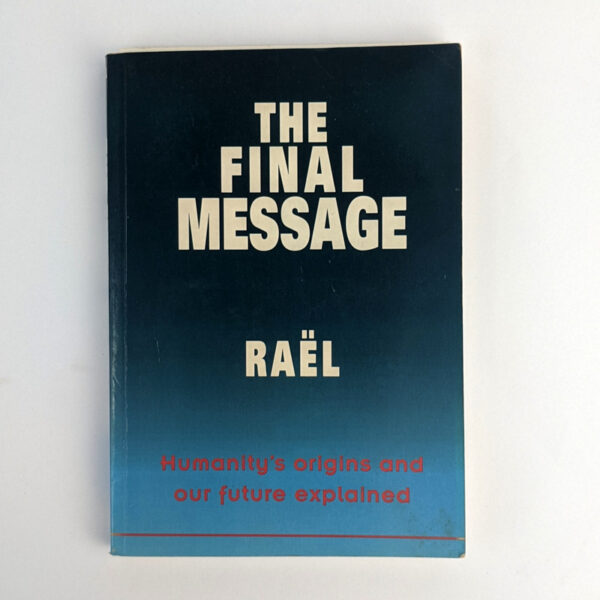 THE
FINAL
MESSAGE
RAËL
Humanity's origins and
our future explained